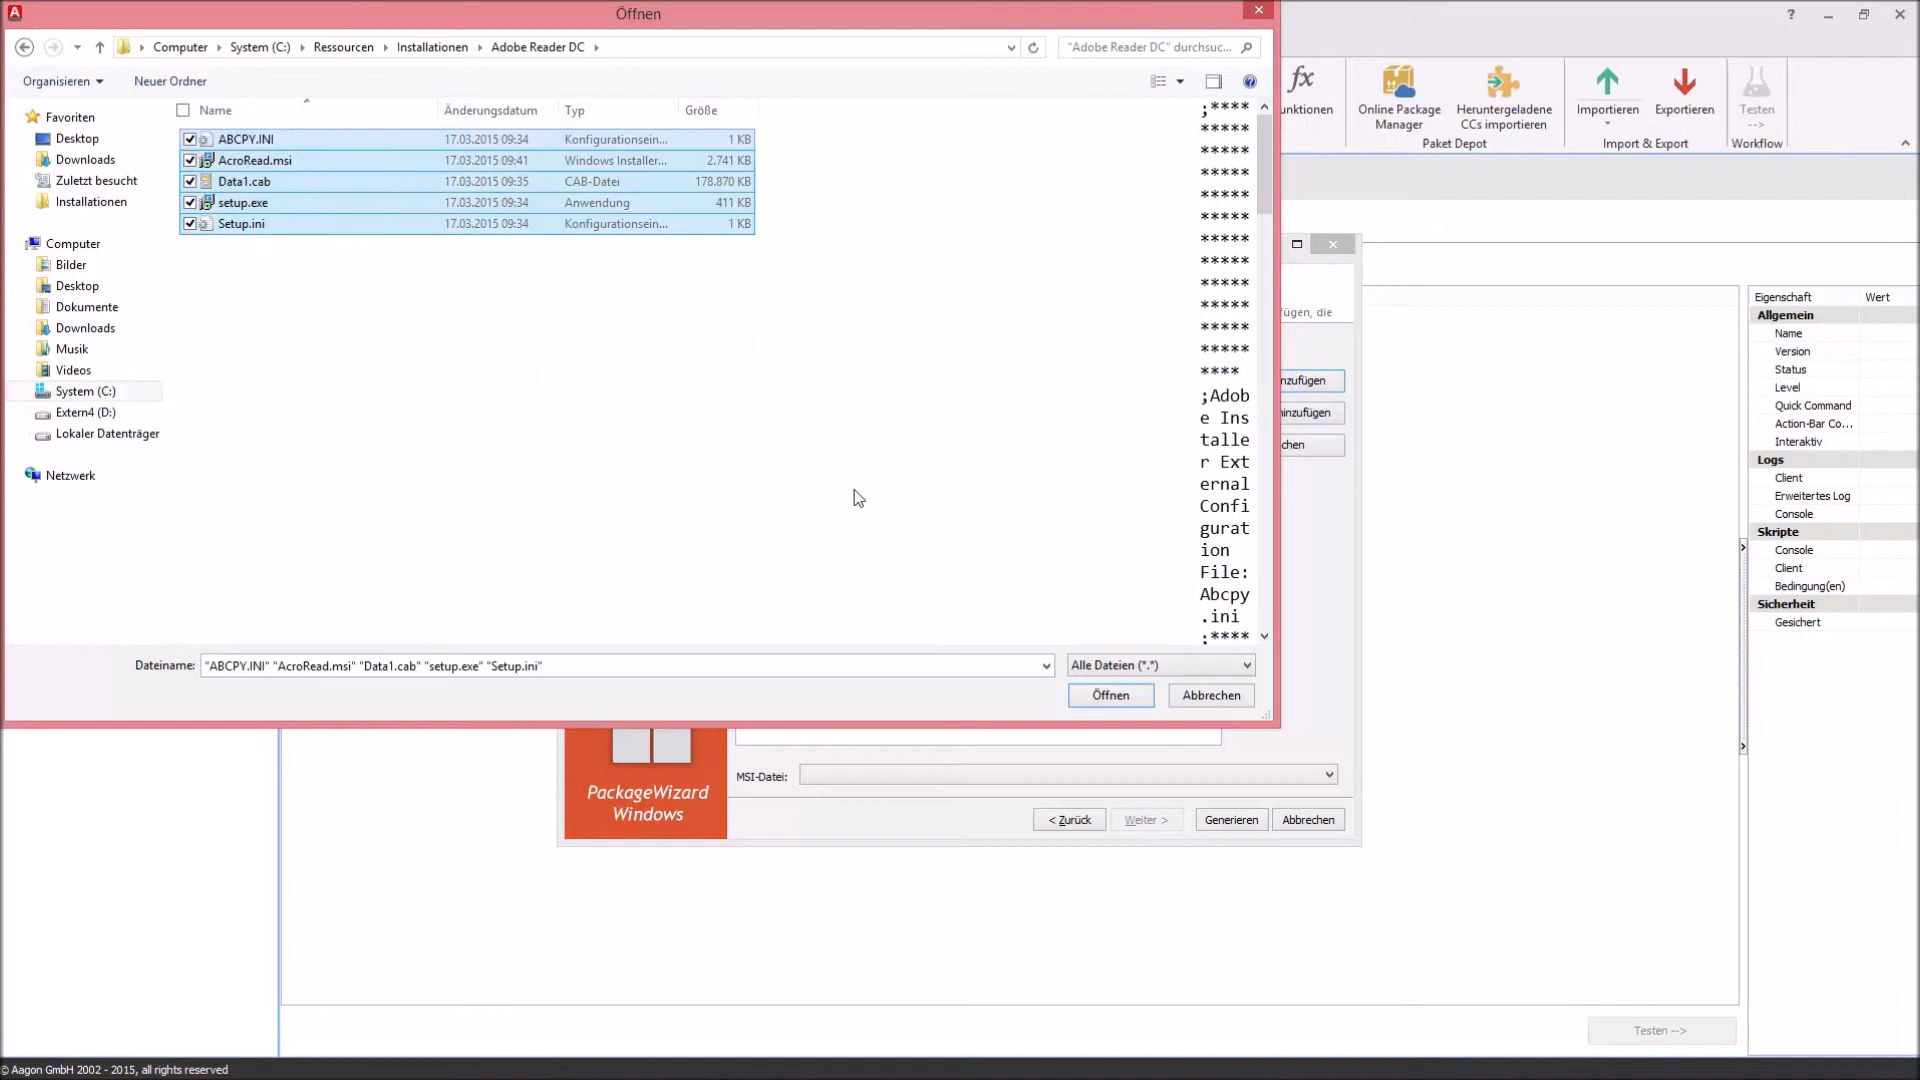 Öffnen
Computer System (C:) Ressourcen Installationen Adobe Reader DC
"Adobe Reader DC" durchsuc...
Organisieren
Neuer Ordner
Name Änderungsdatum Typ Größe
ABCPY.INI 17.03.2015 09:34 Konfigurationsein... 1 KB
AcroRead.msi 17.03.2015 09:41 Windows Installer... 2.741 KB
Data1.cab 17.03.2015 09:35 CAB-Datei 178.870 KB
setup.exe 17.03.2015 09:34 Anwendung 411 KB
Setup.ini 17.03.2015 09:34 Konfigurationsein... 1 KB
Favoriten
Desktop
Downloads
Zuletzt besucht
Installationen
Computer
Bilder
Desktop
Dokumente
Downloads
Musik
Videos
System (C:)
Extern4 (D:)
Lokaler Datenträger
Netzwerk
;****
*****
*****
*****
*****
*****
*****
*****
*****
*****
*****
*****
****
;Adob
e Ins
talle
r Ext
ernal
Confi
gurat
ion
File:
Abcpy
.ini
;****
Dateiname: "ABCPY.INI" "AcroRead.msi" "Data1.cab" "setup.exe" "Setup.ini"
Alle Dateien (*.*)
Öffnen
Abbrechen
fx
unktionen
Online Package
Manager
Heruntergeladene
CCs importieren
Paket Depot
Importieren
Exportieren
Import & Export
Testen
-->
Workflow
fügen, die
nzufügen
hinzufügen
chen
Eigenschaft Wert
Allgemein
Name
Version
Status
Level
Quick Command
Action-Bar Co...
Interaktiv
Logs
Client
Erweitertes Log
Console
Skripte
Console
Client
Bedingung(en)
Sicherheit
Gesichert
PackageWizard
Windows
MSI-Datei:
< Zurück
Weiter >
Generieren
Abbrechen
Testen -->
© Aagon GmbH 2002 - 2015, all rights reserved